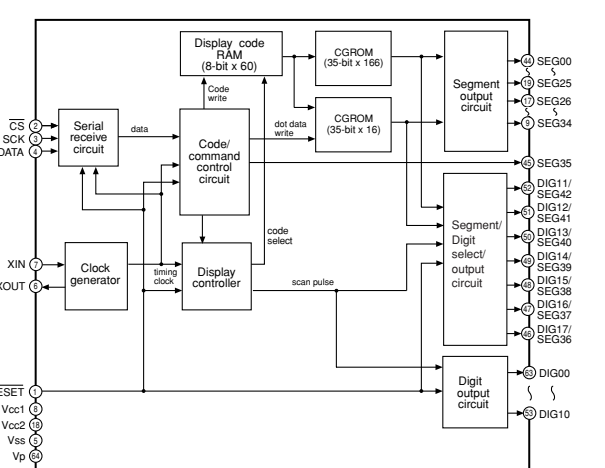 Display code
RAM
(8-bit x 60)
CGROM
(35-bit x 166)
CGROM
(35-bit x 16)
Segment
output
circuit
44 SEG00
19 SEG25
17 SEG26
9 SEG34
45 SEG35
CS 2
SCK 3
DATA 4
Serial
receive
circuit
data
Code
write
Code/
command
control
circuit
dot data
write
Segment/
Digit
select/
output
circuit
52 DIG11/
SEG42
51 DIG12/
SEG41
50 DIG13/
SEG40
49 DIG14/
SEG39
48 DIG15/
SEG38
47 DIG16/
SEG37
46 DIG17/
SEG36
XIN 7
XOUT 6
Clock
generator
timing
clock
Display
controller
code
select
scan pulse
Digit
output
circuit
63 DIG00
53 DIG10
ESET 1
Vcc1 8
Vcc2 18
Vss 5
Vp 64